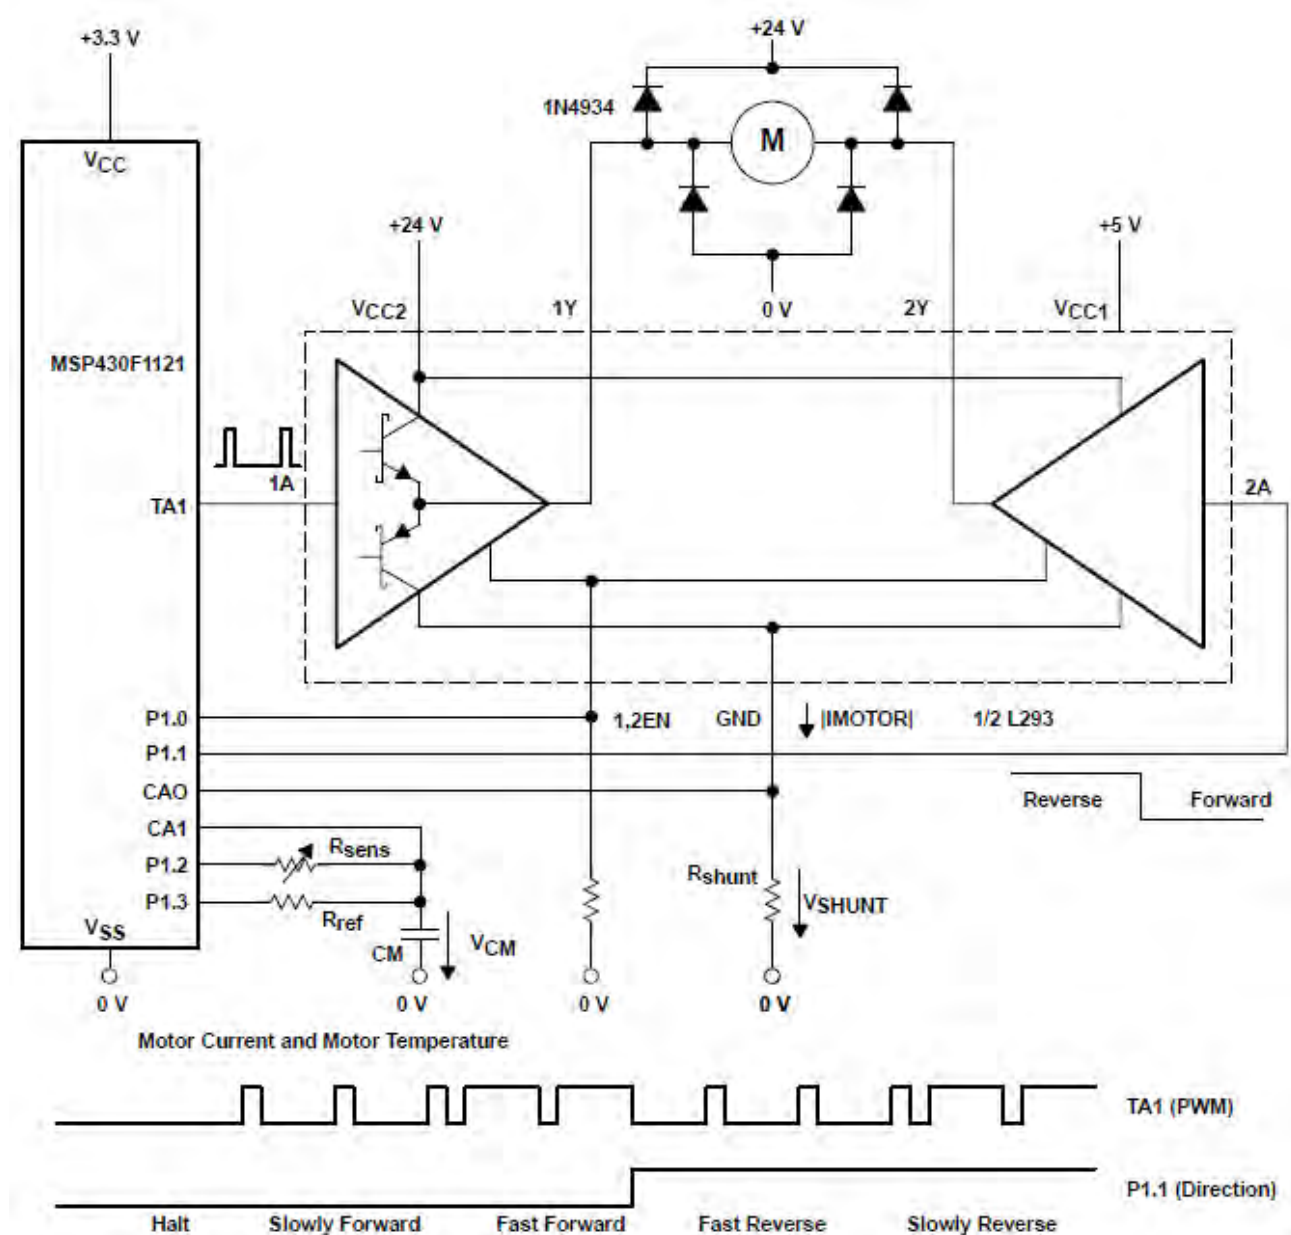 +3.3 V
+24 V
1N4934
M
VCC
+24 V
+5 V
VCC2
1Y
0 V
2Y
VCC1
MSP430F1121
1A
TA1
2A
P1.0
1,2EN
GND
|IMOTOR|
1/2 L293
P1.1
CAO
Reverse
Forward
CA1
Rsens
P1.2
Rshunt
VSHUNT
P1.3
Rref
VSS
CM
VCM
0 V
0 V
0 V
0 V
Motor Current and Motor Temperature
TA1 (PWM)
P1.1 (Direction)
Halt
Slowly Forward
Fast Forward
Fast Reverse
Slowly Reverse